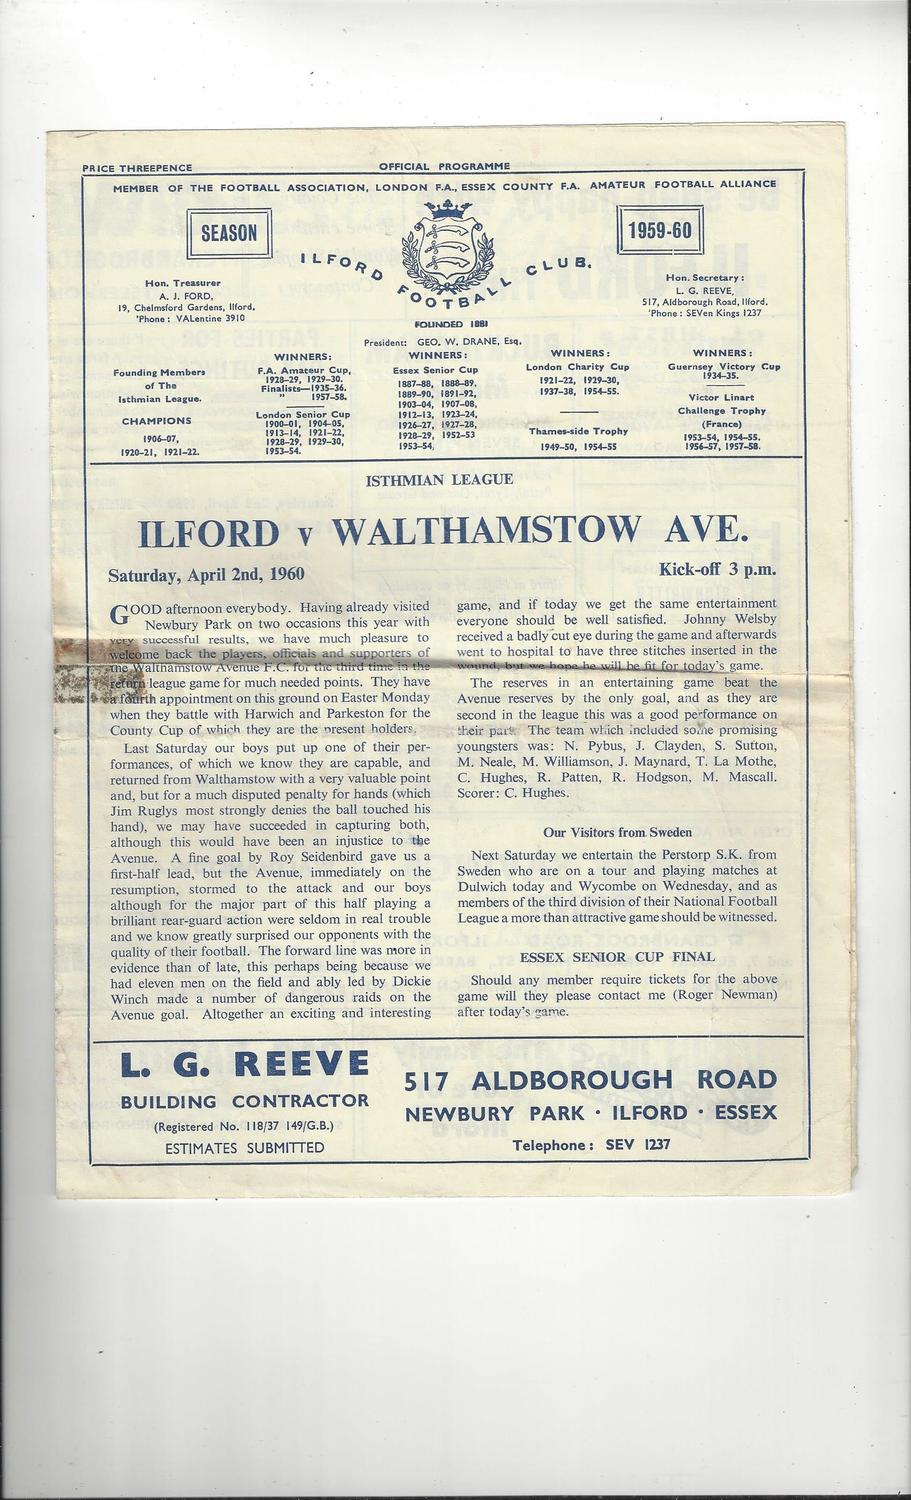 PRICE THREEPENCE
OFFICIAL PROGRAMME
MEMBER OF THE FOOTBALL ASSOCIATION, LONDON F.A., ESSEX COUNTY F.A. AMATEUR FOOTBALL ALLIANCE
SEASON
1959-60
ILFORD FOOTBALL CLUB.
FOUNDED 1881
Hon. Treasurer
A. J. FORD,
19, Chelmsford Gardens, Ilford.
'Phone : VALentine 3910
Hon. Secretary :
L. G. REEVE,
517, Aldborough Road, Ilford.
'Phone : SEVen Kings 1237
President: GEO. W. DRANE, Esq.
Founding Members
of The
Isthmian League.
CHAMPIONS
1906-07,
1920-21, 1921-22.
WINNERS :
F.A. Amateur Cup,
1928-29, 1929-30.
Finalists—1935-36.
" 1957-58.
London Senior Cup
1900-01, 1904-05,
1913-14, 1921-22,
1928-29, 1929-30,
1953-54.
WINNERS :
Essex Senior Cup
1887-88, 1888-89,
1889-90, 1891-92,
1903-04, 1907-08,
1912-13, 1923-24,
1926-27, 1927-28,
1928-29, 1952-53
1953-54,
WINNERS :
London Charity Cup
1921-22, 1929-30,
1937-38, 1954-55.
Thames-side Trophy
1949-50, 1954-55
WINNERS :
Guernsey Victory Cup
1934-35.
Victor Linart
Challenge Trophy
(France)
1953-54, 1954-55.
1956-57, 1957-58.
ISTHMIAN LEAGUE
ILFORD v WALTHAMSTOW AVE.
Saturday, April 2nd, 1960
Kick-off 3 p.m.
GOOD afternoon everybody. Having already visited
Newbury Park on two occasions this year with
very successful results, we have much pleasure to
welcome back the players, officials and supporters of
the Walthamstow Avenue F.C. for the third time in the
return league game for much needed points. They have
a fourth appointment on this ground on Easter Monday
when they battle with Harwich and Parkeston for the
County Cup of which they are the present holders.
Last Saturday our boys put up one of their per-
formances, of which we know they are capable, and
returned from Walthamstow with a very valuable point
and, but for a much disputed penalty for hands (which
Jim Ruglys most strongly denies the ball touched his
hand), we may have succeeded in capturing both,
although this would have been an injustice to the
Avenue. A fine goal by Roy Seidenbird gave us a
first-half lead, but the Avenue, immediately on the
resumption, stormed to the attack and our boys
although for the major part of this half playing a
brilliant rear-guard action were seldom in real trouble
and we know greatly surprised our opponents with the
quality of their football. The forward line was more in
evidence than of late, this perhaps being because we
had eleven men on the field and ably led by Dickie
Winch made a number of dangerous raids on the
Avenue goal. Altogether an exciting and interesting
game, and if today we get the same entertainment
everyone should be well satisfied. Johnny Welsby
received a badly cut eye during the game and afterwards
went to hospital to have three stitches inserted in the
wound, but we hope he will be fit for today's game.
The reserves in an entertaining game beat the
Avenue reserves by the only goal, and as they are
second in the league this was a good performance on
their part. The team which included some promising
youngsters was: N. Pybus, J. Clayden, S. Sutton,
M. Neale, M. Williamson, J. Maynard, T. La Mothe,
C. Hughes, R. Patten, R. Hodgson, M. Mascall.
Scorer: C. Hughes.
Our Visitors from Sweden
Next Saturday we entertain the Perstorp S.K. from
Sweden who are on a tour and playing matches at
Dulwich today and Wycombe on Wednesday, and as
members of the third division of their National Football
League a more than attractive game should be witnessed.
ESSEX SENIOR CUP FINAL
Should any member require tickets for the above
game will they please contact me (Roger Newman)
after today's game.
L. G. REEVE
BUILDING CONTRACTOR
(Registered No. 118/37 149/G.B.)
ESTIMATES SUBMITTED
517 ALDBOROUGH ROAD
NEWBURY PARK · ILFORD · ESSEX
Telephone : SEV 1237